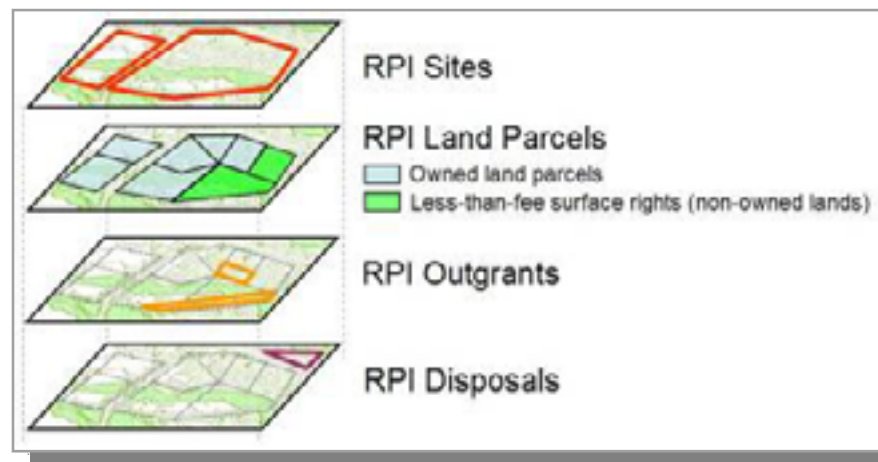 RPI Sites
RPI Land Parcels
Owned land parcels
Less-than-fee surface rights (non-owned lands)
RPI Outgrants
RPI Disposals